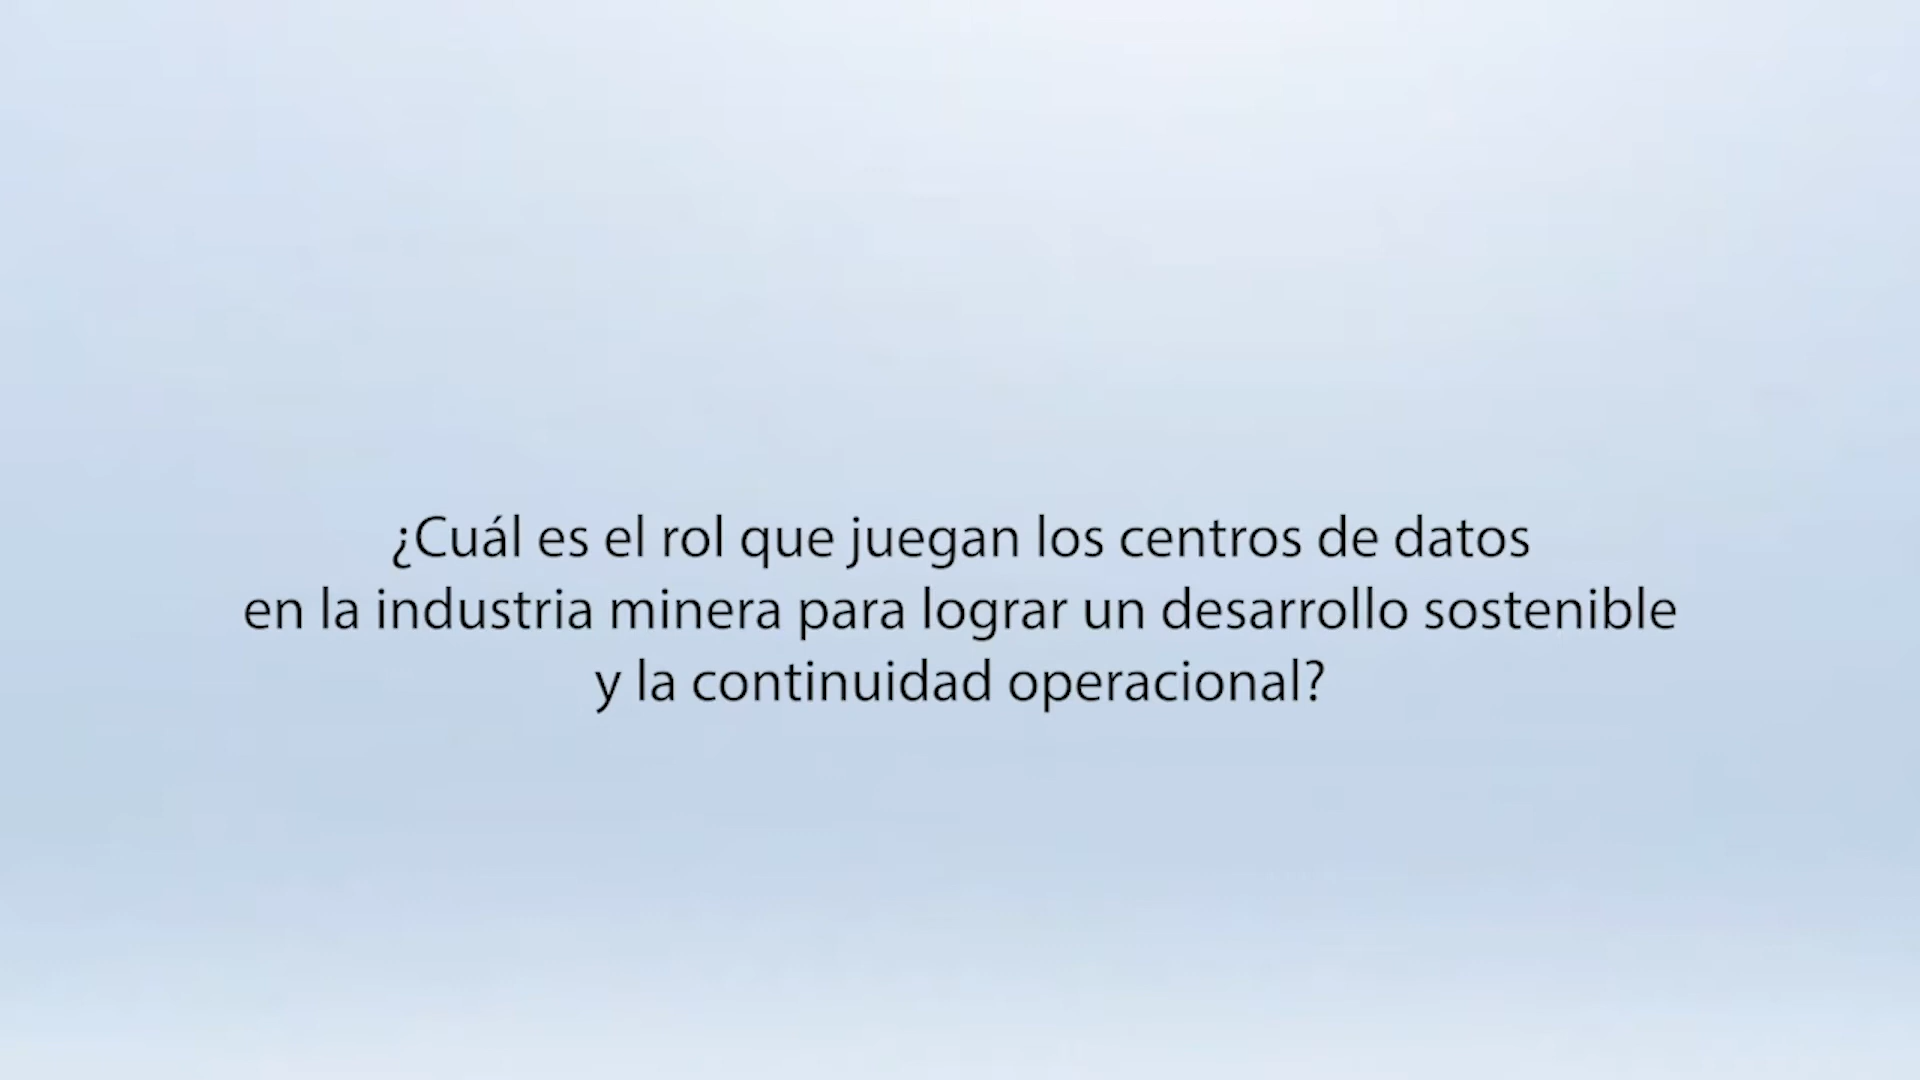 ¿Cuál es el rol que juegan los centros de datos
en la industria minera para lograr un desarrollo sostenible
y la continuidad operacional?